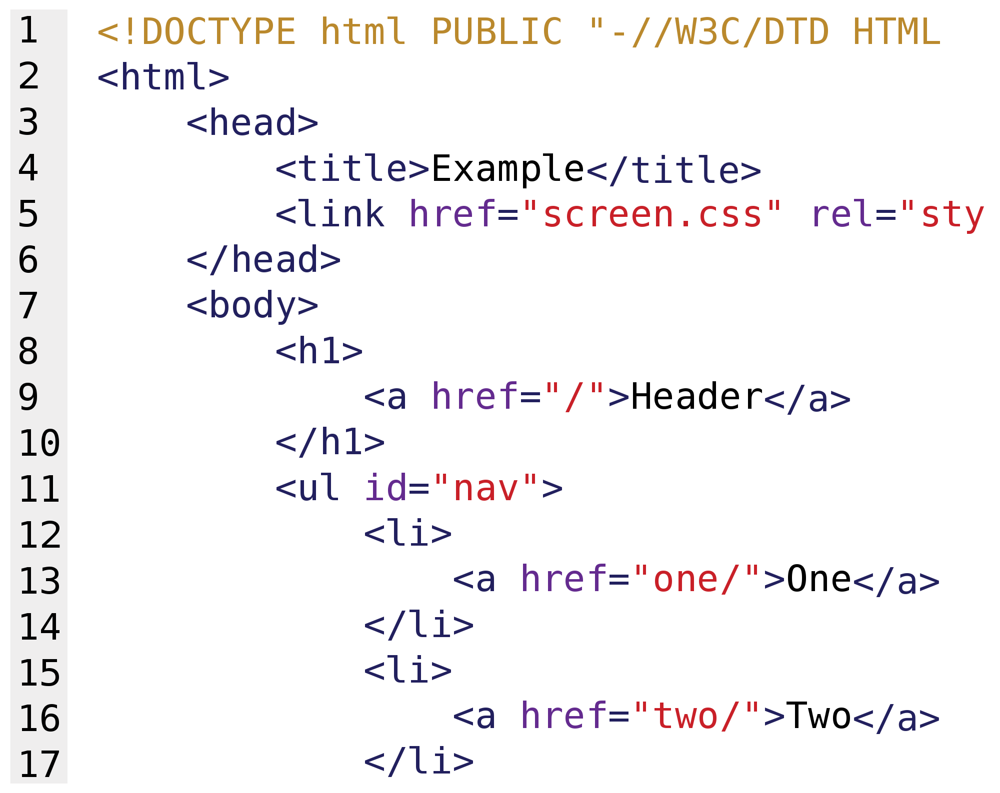 1 <!DOCTYPE html PUBLIC "-//W3C/DTD HTML
2 <html>
3     <head>
4         <title>Example</title>
5         <link href="screen.css" rel="sty
6     </head>
7     <body>
8         <h1>
9             <a href="/">Header</a>
10         </h1>
11         <ul id="nav">
12             <li>
13                 <a href="one/">One</a>
14             </li>
15             <li>
16                 <a href="two/">Two</a>
17             </li>